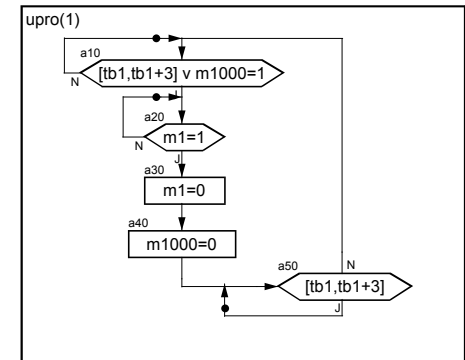 upro(1)
a10
[tb1,tb1+3] v m1000=1
N
J
a20
m1=1
N
J
a30
m1=0
a40
m1000=0
a50
N
[tb1,tb1+3]
J